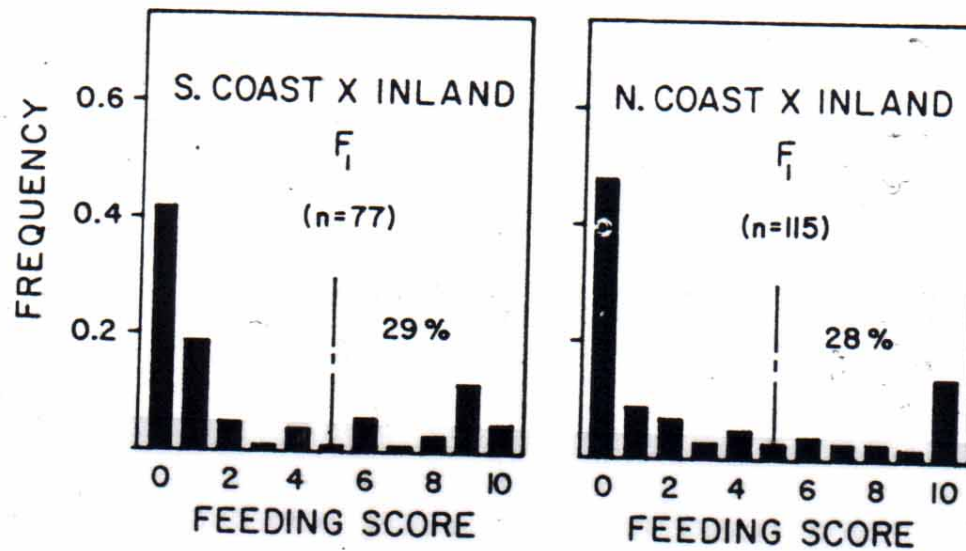 S. COAST X INLAND
F1
(n=77)
29%
0.6
0.4
0.2
FREQUENCY
0 2 4 6 8 10
FEEDING SCORE
N. COAST X INLAND
F1
(n=115)
28%
0 2 4 6 8 10
FEEDING SCORE